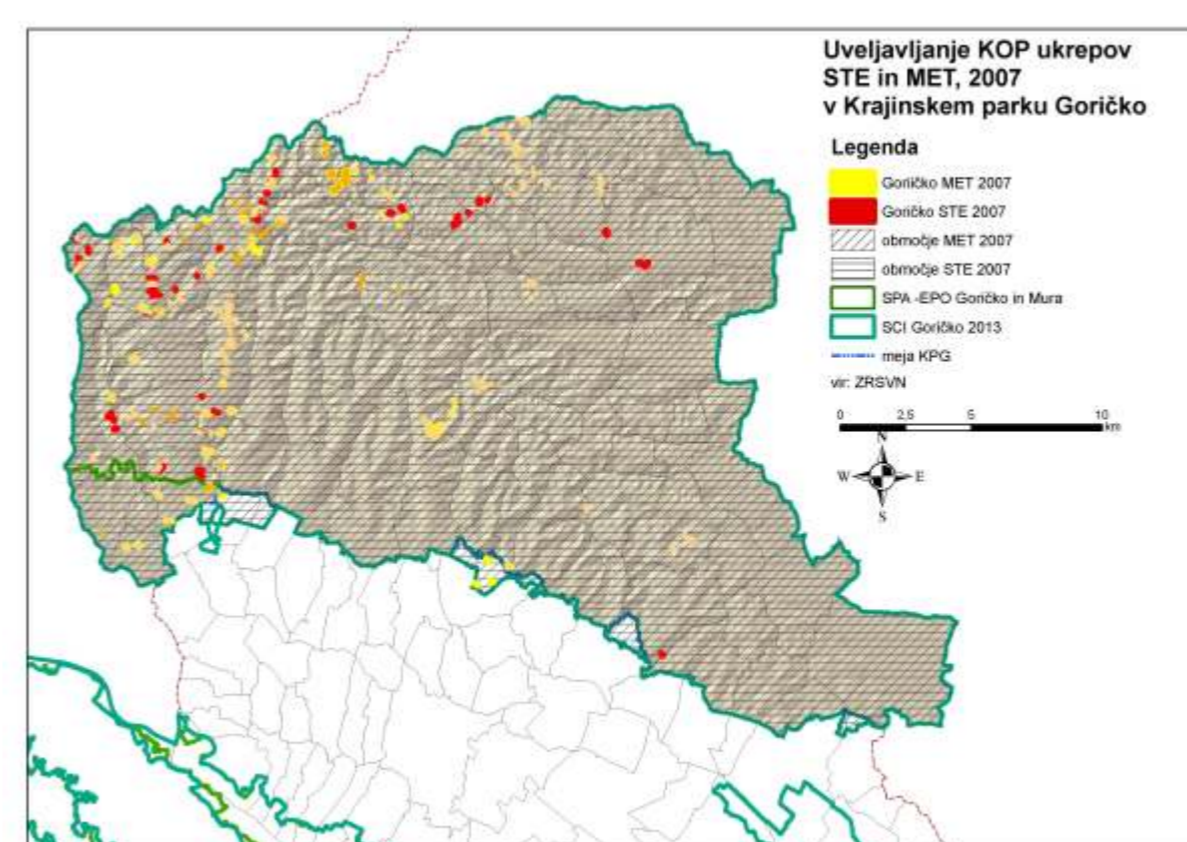 Uveljavljanje KOP ukrepov
STE in MET, 2007
v Krajinskem parku Goričko
Legenda
Goričko MET 2007
Goričko STE 2007
območje MET 2007
območje STE 2007
SPA -EPO Goričko in Mura
SCI Goričko 2013
meja KPG
vir: ZRSVN
0 2,5 5 10
km
N
W E
S